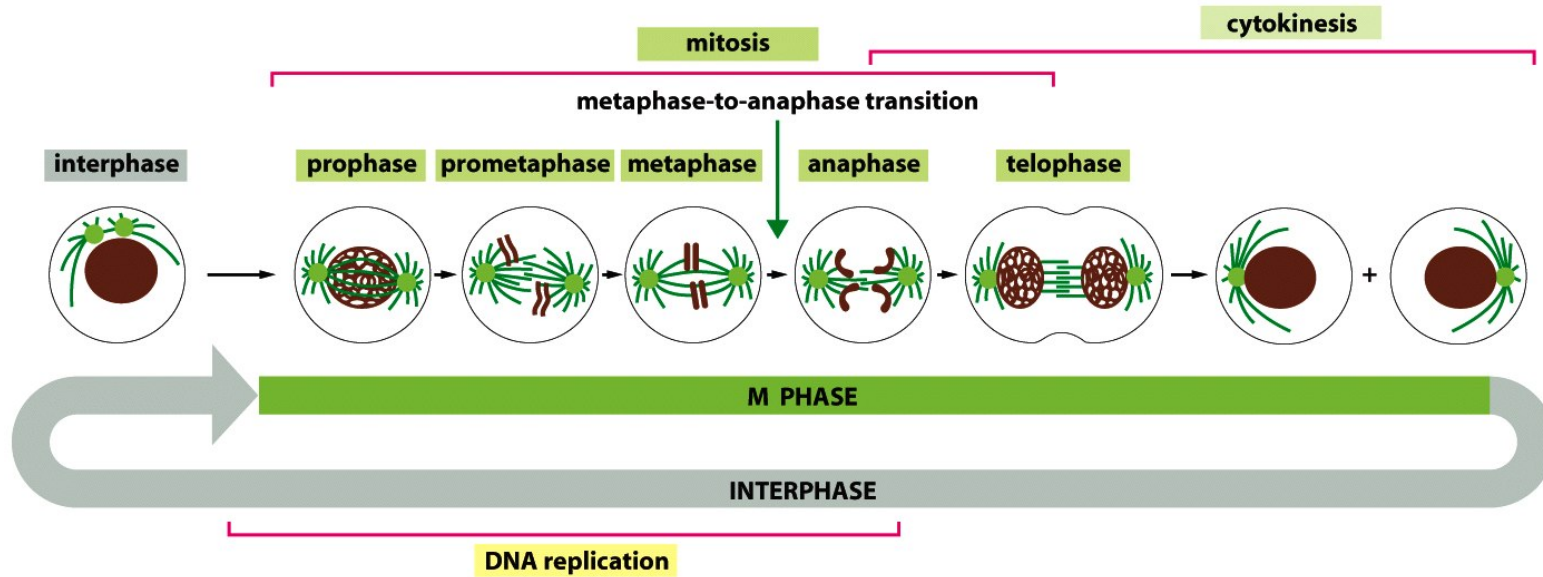 cytokinesis
mitosis
metaphase-to-anaphase transition
interphase
prophase
prometaphase
metaphase
anaphase
telophase
+
M PHASE
INTERPHASE
DNA replication